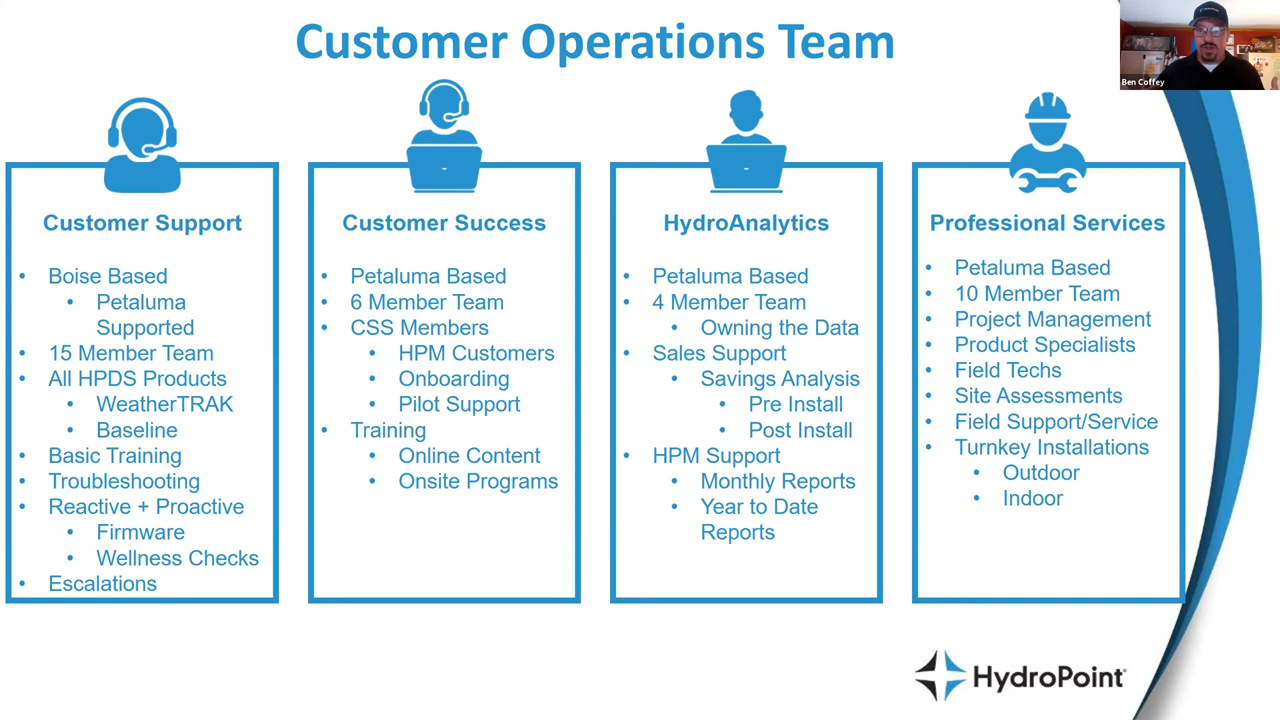 Customer Operations Team
Ben Coffey
Customer Support
• Boise Based
• Petaluma
Supported
• 15 Member Team
• All HPDS Products
• WeatherTRAK
• Baseline
• Basic Training
• Troubleshooting
• Reactive + Proactive
• Firmware
• Wellness Checks
• Escalations
Customer Success
• Petaluma Based
• 6 Member Team
• CSS Members
• HPM Customers
• Onboarding
• Pilot Support
• Training
• Online Content
• Onsite Programs
HydroAnalytics
• Petaluma Based
• 4 Member Team
• Owning the Data
• Sales Support
• Savings Analysis
• Pre Install
• Post Install
• HPM Support
• Monthly Reports
• Year to Date
Reports
Professional Services
• Petaluma Based
• 10 Member Team
• Project Management
• Product Specialists
• Field Techs
• Site Assessments
• Field Support/Service
• Turnkey Installations
• Outdoor
• Indoor
HydroPoint